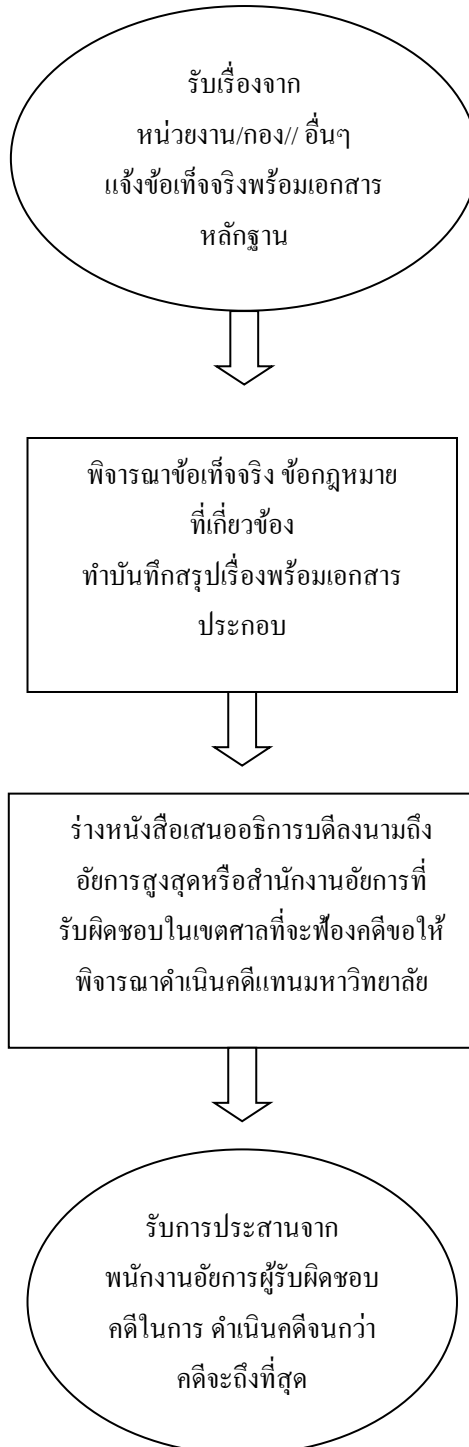 รับเรื่องจาก
หน่วยงาน/กอง// อื่นๆ
แจ้งข้อเท็จจริงพร้อมเอกสาร
หลักฐาน
พิจารณาข้อเท็จจริง ข้อกฎหมาย
ที่เกี่ยวข้อง
ทำบันทึกสรุปเรื่องพร้อมเอกสาร
ประกอบ
ร่างหนังสือเสนออธิการบดีลงนามถึง
อัยการสูงสุดหรือสำนักงานอัยการที่
รับผิดชอบในเขตศาลที่จะฟ้องคดีขอให้
พิจารณาดำเนินคดีแทนมหาวิทยาลัย
รับการประสานจาก
พนักงานอัยการผู้รับผิดชอบ
คดีในการ ดำเนินคดีจนกว่า
คดีจะถึงที่สุด